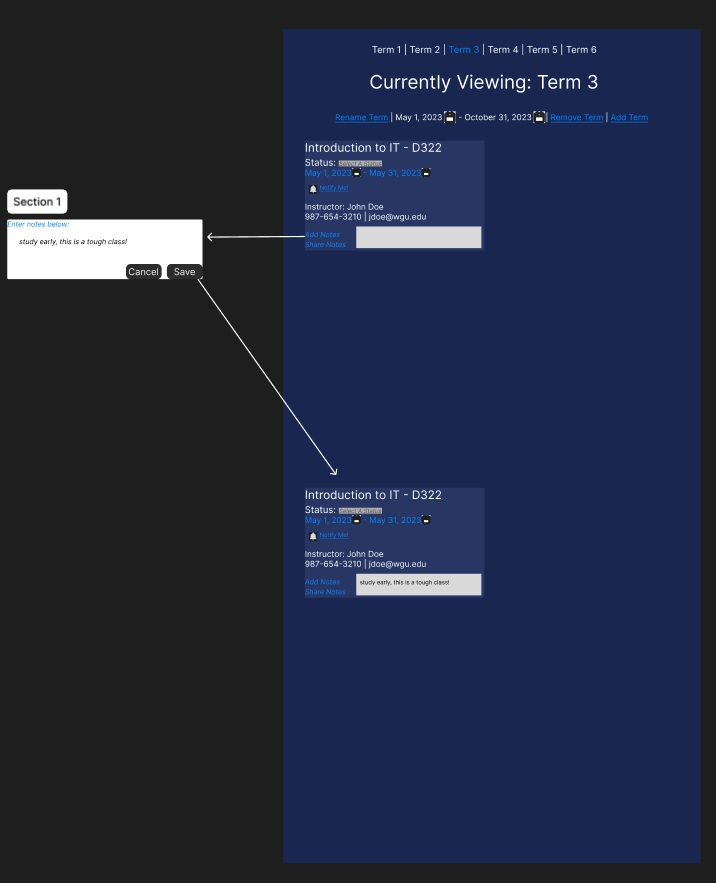 Term 1 | Term 2 | Term 3 | Term 4 | Term 5 | Term 6
Currently Viewing: Term 3
Rename Term | May 1, 2023 - October 31, 2023 | Remove Term | Add Term
Introduction to IT - D322
Status: Select A Status
May 1, 2023 - May 31, 2023
Notify Me!
Instructor: John Doe
987-654-3210 | jdoe@wgu.edu
Add Notes
Share Notes
Section 1
Enter notes below:
study early, this is a tough class!
Cancel Save
Introduction to IT - D322
Status: Select A Status
May 1, 2023 - May 31, 2023
Notify Me!
Instructor: John Doe
987-654-3210 | jdoe@wgu.edu
Add Notes
study early, this is a tough class!
Share Notes